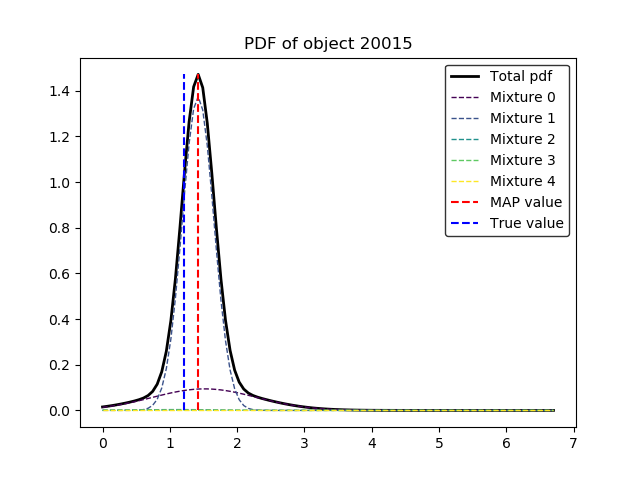 PDF of object 20015
Total pdf
Mixture 0
Mixture 1
Mixture 2
Mixture 3
Mixture 4
MAP value
True value
1.4
1.2
1.0
0.8
0.6
0.4
0.2
0.0
0 1 2 3 4 5 6 7